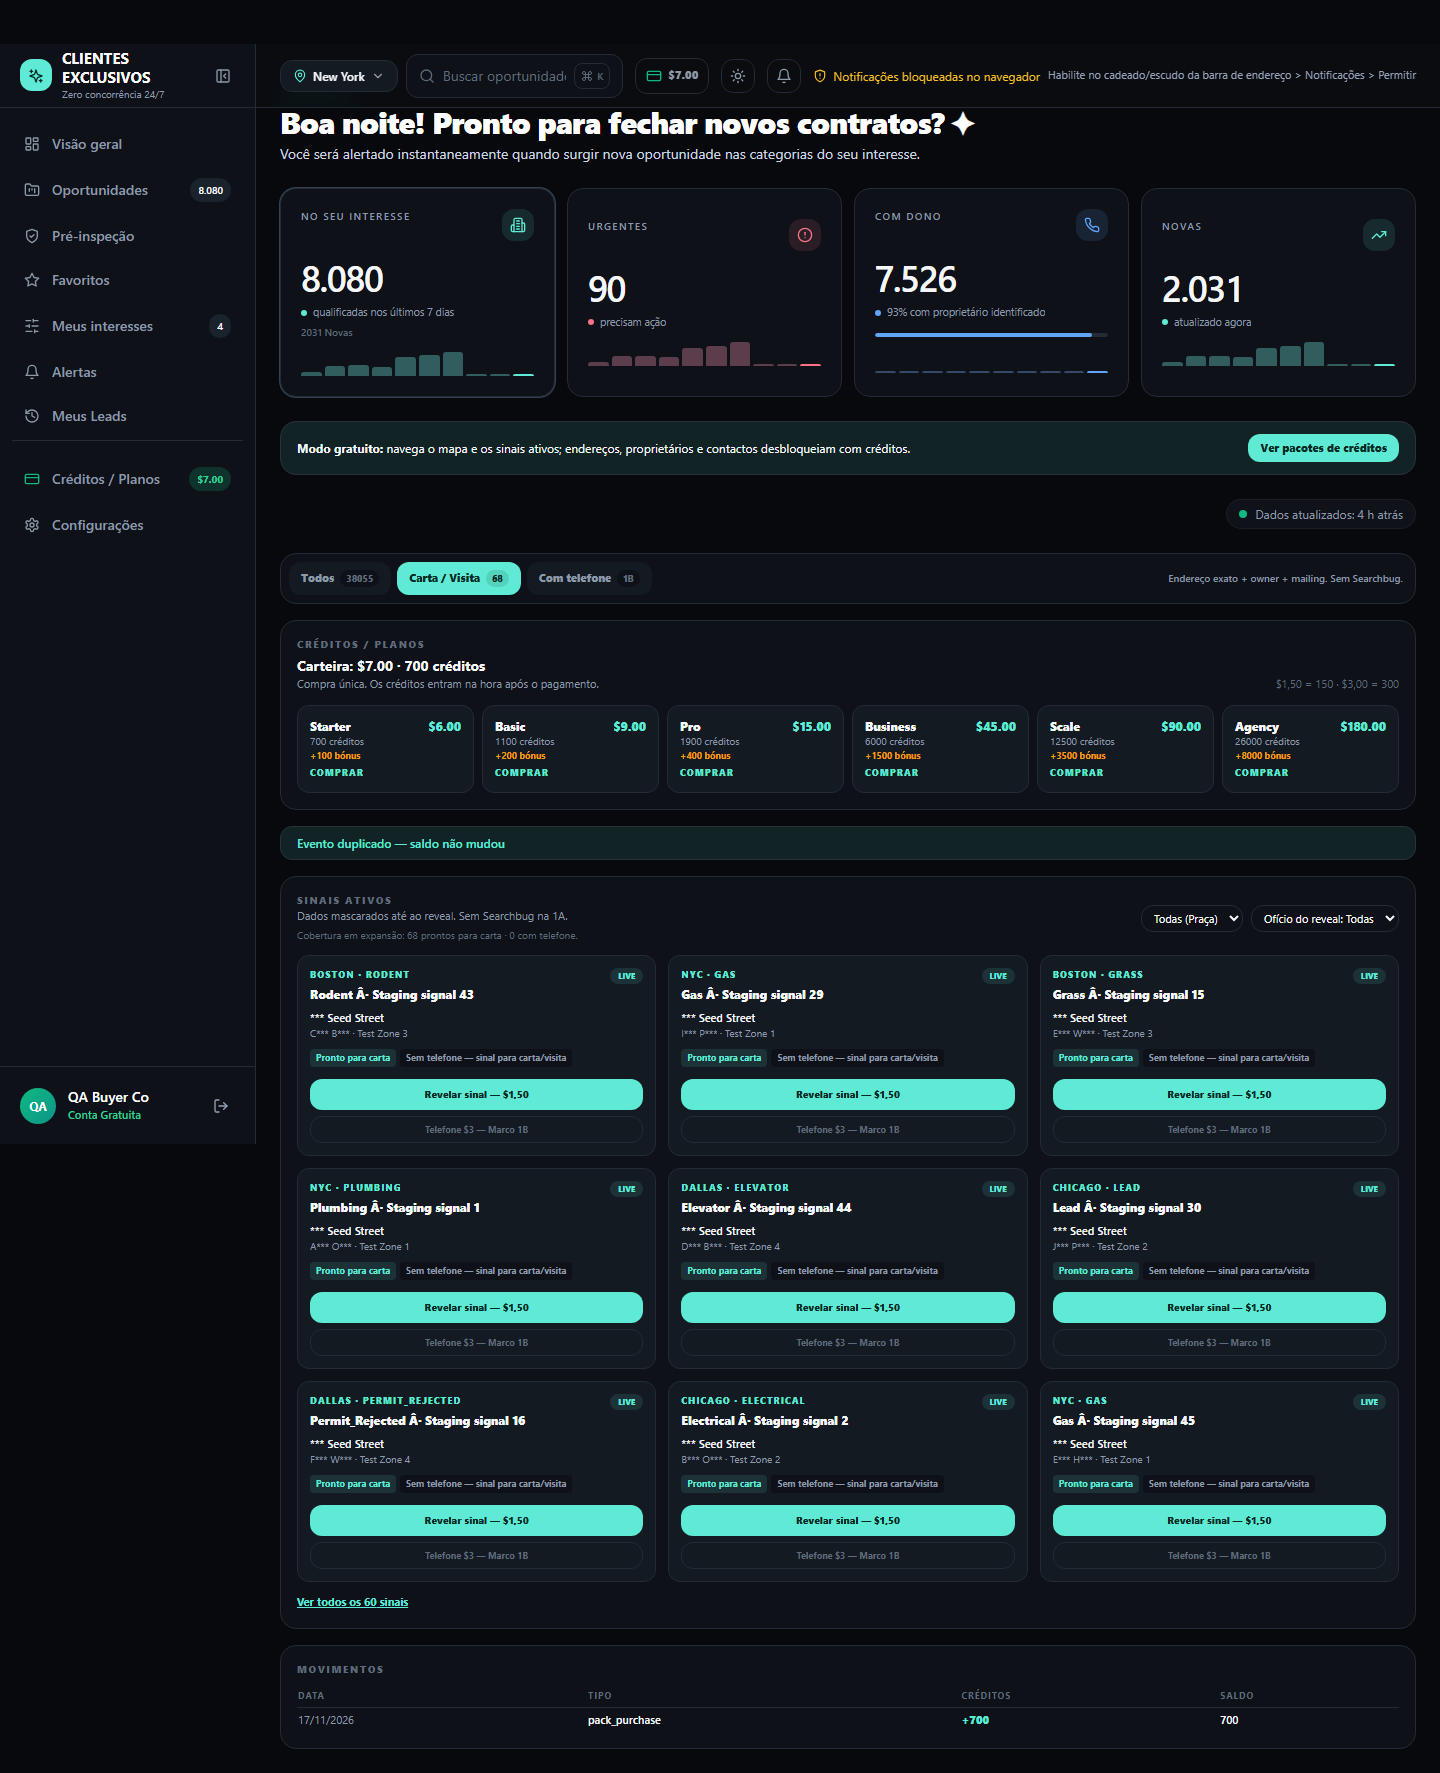 CLIENTES
EXCLUSIVOS
Zero concorrência 24/7
New York
Buscar oportunidad
⌘ K
$7.00
Notificações bloqueadas no navegador
Habilite no cadeado/escudo da barra de endereço > Notificações > Permitir
Visão geral
Oportunidades 8.080
Pré-inspeção
Favoritos
Meus interesses 4
Alertas
Meus Leads
Créditos / Planos $7.00
Configurações
QA
QA Buyer Co
Conta Gratuita
Boa noite! Pronto para fechar novos contratos? ✦
Você será alertado instantaneamente quando surgir nova oportunidade nas categorias do seu interesse.
NO SEU INTERESSE
8.080
qualificadas nos últimos 7 dias
2031 Novas
URGENTES
90
precisam ação
COM DONO
7.526
93% com proprietário identificado
NOVAS
2.031
atualizado agora
Modo gratuito: navega o mapa e os sinais ativos; endereços, proprietários e contactos desbloqueiam com créditos.
Ver pacotes de créditos
Dados atualizados: 4 h atrás
Todos 38055
Carta / Visita 68
Com telefone 1B
Endereço exato + owner + mailing. Sem Searchbug.
CRÉDITOS / PLANOS
Carteira: $7.00 · 700 créditos
Compra única. Os créditos entram na hora após o pagamento.
$1,50 = 150 · $3,00 = 300
Starter $6.00
700 créditos
+100 bónus
COMPRAR
Basic $9.00
1100 créditos
+200 bónus
COMPRAR
Pro $15.00
1900 créditos
+400 bónus
COMPRAR
Business $45.00
6000 créditos
+1500 bónus
COMPRAR
Scale $90.00
12500 créditos
+3500 bónus
COMPRAR
Agency $180.00
26000 créditos
+8000 bónus
COMPRAR
Evento duplicado — saldo não mudou
SINAIS ATIVOS
Dados mascarados até ao reveal. Sem Searchbug na 1A.
Cobertura em expansão: 68 prontos para carta · 0 com telefone.
Todas (Praça)
Ofício do reveal: Todas
BOSTON · RODENT LIVE
Rodent Â· Staging signal 43
*** Seed Street
C*** B*** · Test Zone 3
Pronto para carta Sem telefone — sinal para carta/visita
Revelar sinal — $1,50
Telefone $3 — Marco 1B
NYC · GAS LIVE
Gas Â· Staging signal 29
*** Seed Street
I*** P*** · Test Zone 1
Pronto para carta Sem telefone — sinal para carta/visita
Revelar sinal — $1,50
Telefone $3 — Marco 1B
BOSTON · GRASS LIVE
Grass Â· Staging signal 15
*** Seed Street
E*** W*** · Test Zone 3
Pronto para carta Sem telefone — sinal para carta/visita
Revelar sinal — $1,50
Telefone $3 — Marco 1B
NYC · PLUMBING LIVE
Plumbing Â· Staging signal 1
*** Seed Street
A*** O*** · Test Zone 1
Pronto para carta Sem telefone — sinal para carta/visita
Revelar sinal — $1,50
Telefone $3 — Marco 1B
DALLAS · ELEVATOR LIVE
Elevator Â· Staging signal 44
*** Seed Street
D*** B*** · Test Zone 4
Pronto para carta Sem telefone — sinal para carta/visita
Revelar sinal — $1,50
Telefone $3 — Marco 1B
CHICAGO · LEAD LIVE
Lead Â· Staging signal 30
*** Seed Street
J*** P*** · Test Zone 2
Pronto para carta Sem telefone — sinal para carta/visita
Revelar sinal — $1,50
Telefone $3 — Marco 1B
DALLAS · PERMIT_REJECTED LIVE
Permit_Rejected Â· Staging signal 16
*** Seed Street
F*** W*** · Test Zone 4
Pronto para carta Sem telefone — sinal para carta/visita
Revelar sinal — $1,50
Telefone $3 — Marco 1B
CHICAGO · ELECTRICAL LIVE
Electrical Â· Staging signal 2
*** Seed Street
B*** O*** · Test Zone 2
Pronto para carta Sem telefone — sinal para carta/visita
Revelar sinal — $1,50
Telefone $3 — Marco 1B
NYC · GAS LIVE
Gas Â· Staging signal 45
*** Seed Street
E*** H*** · Test Zone 1
Pronto para carta Sem telefone — sinal para carta/visita
Revelar sinal — $1,50
Telefone $3 — Marco 1B
Ver todos os 60 sinais
MOVIMENTOS
DATA TIPO CRÉDITOS SALDO
17/11/2026 pack_purchase +700 700